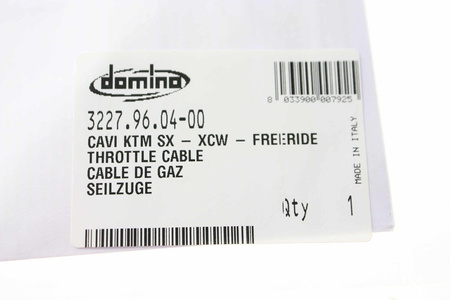 domino
8 033900 007925
3227.96.04-00
CAVI KTM SX - XCW - FREERIDE
THROTTLE CABLE
CABLE DE GAZ
SEILZUGE
MADE IN ITALY
Qty 1